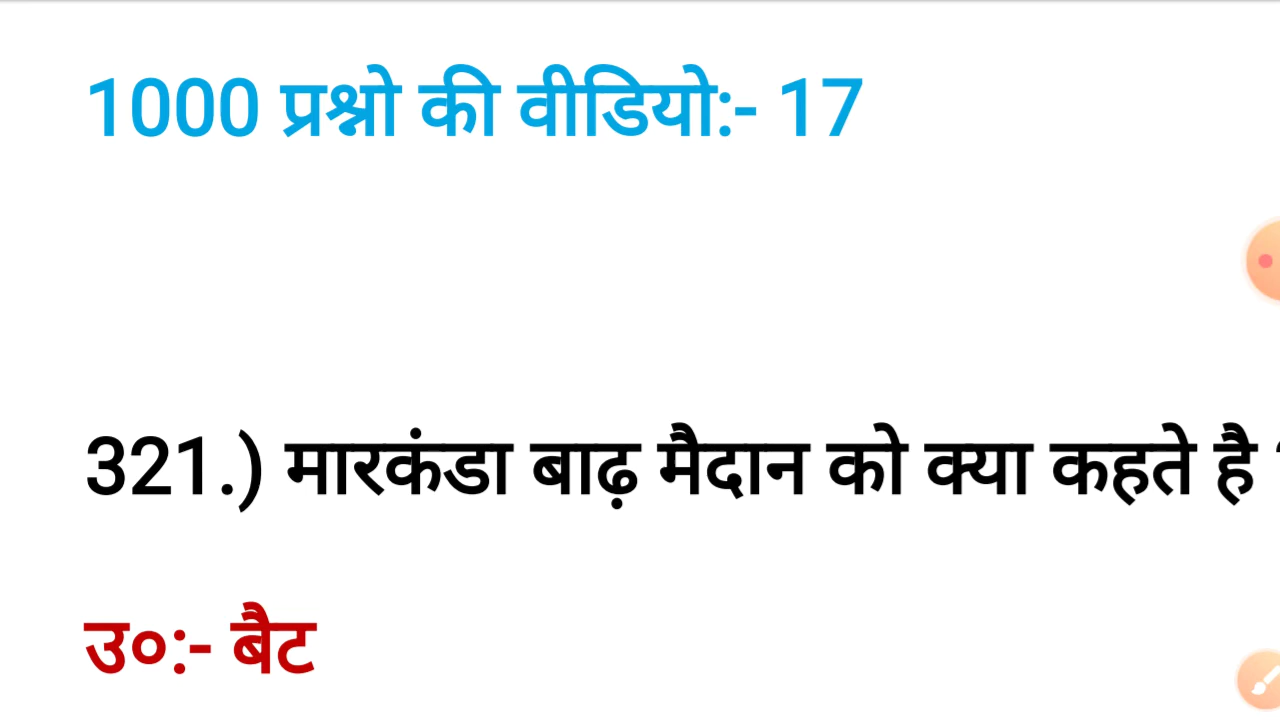 1000 प्रश्नो की वीडियो:- 17
321.) मारकंडा बाढ़ मैदान को क्या कहते है ?
उ०:- बैट